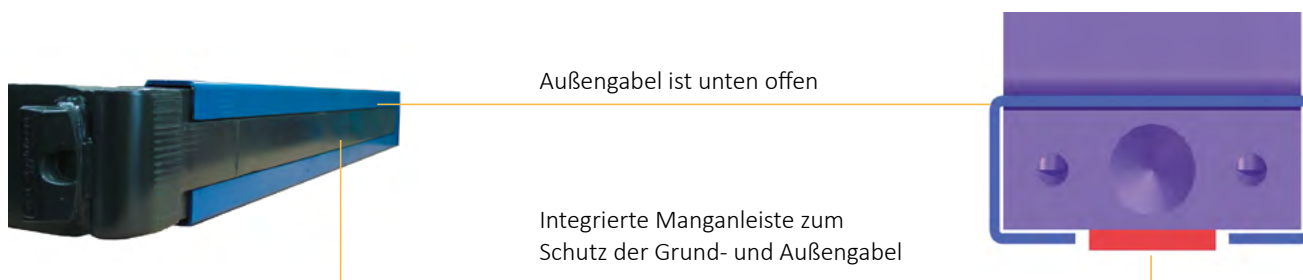 Außengabel ist unten offen
Integrierte Manganleiste zum
Schutz der Grund- und Außengabel